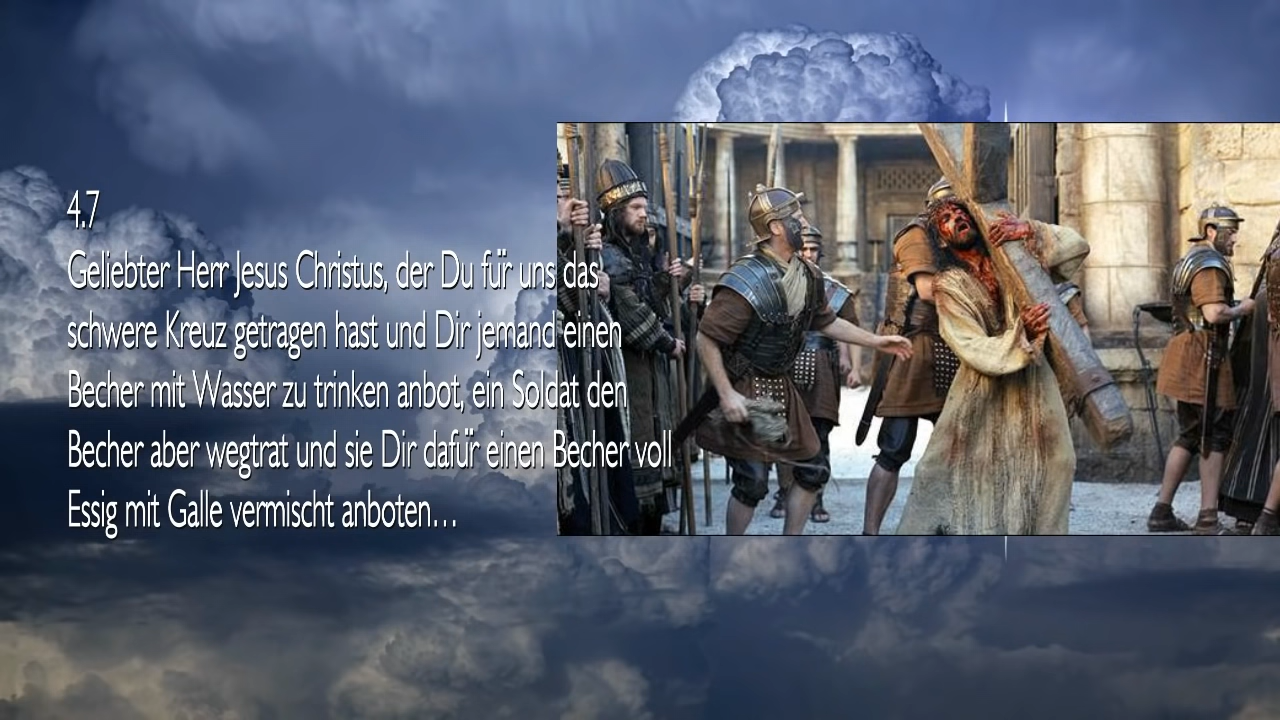 4.7
Geliebter Herr Jesus Christus, der Du für uns das
schwere Kreuz getragen hast und Dir jemand einen
Becher mit Wasser zu trinken anbot, ein Soldat den
Becher aber wegtrat und sie Dir dafür einen Becher voll
Essig mit Galle vermischt anboten…